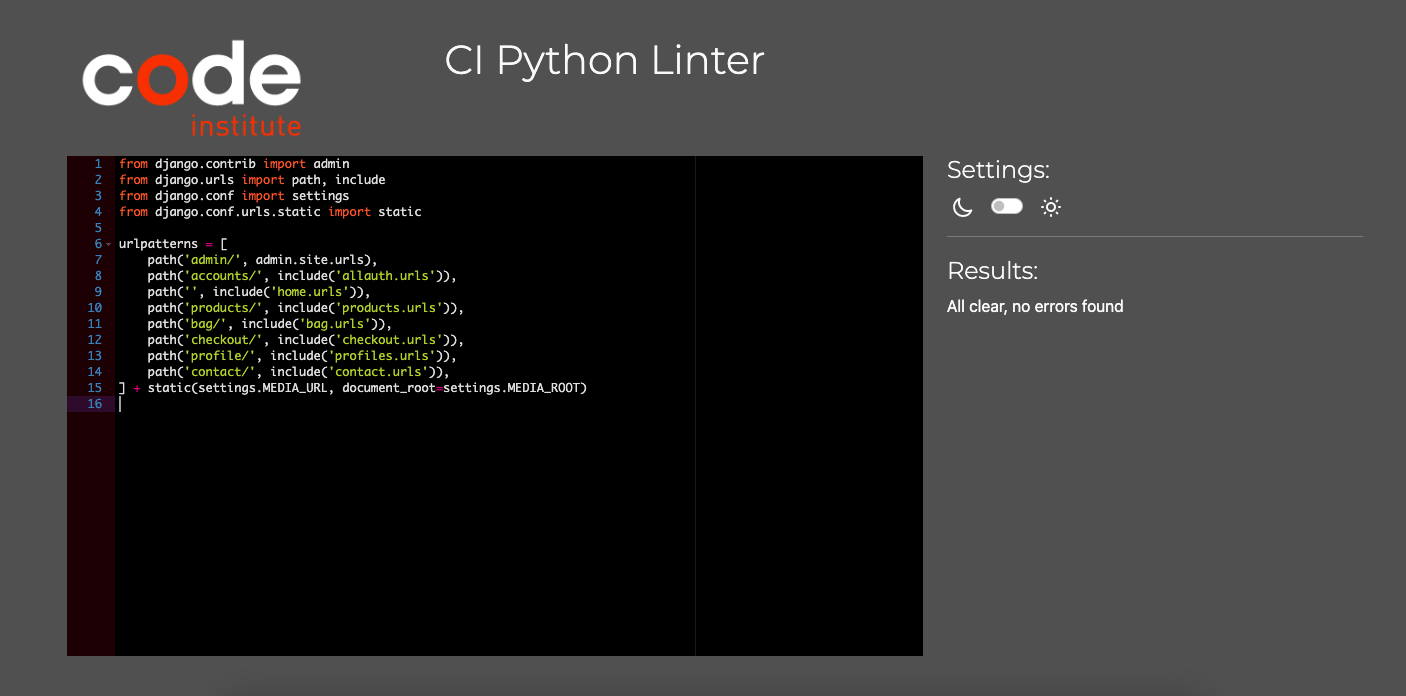 code
institute
CI Python Linter
1 from django.contrib import admin
2 from django.urls import path, include
3 from django.conf import settings
4 from django.conf.urls.static import static
5
6 urlpatterns = [
7     path('admin/', admin.site.urls),
8     path('accounts/', include('allauth.urls')),
9     path('', include('home.urls')),
10     path('products/', include('products.urls')),
11     path('bag/', include('bag.urls')),
12     path('checkout/', include('checkout.urls')),
13     path('profile/', include('profiles.urls')),
14     path('contact/', include('contact.urls')),
15 ] + static(settings.MEDIA_URL, document_root=settings.MEDIA_ROOT)
16
Settings:
Results:
All clear, no errors found